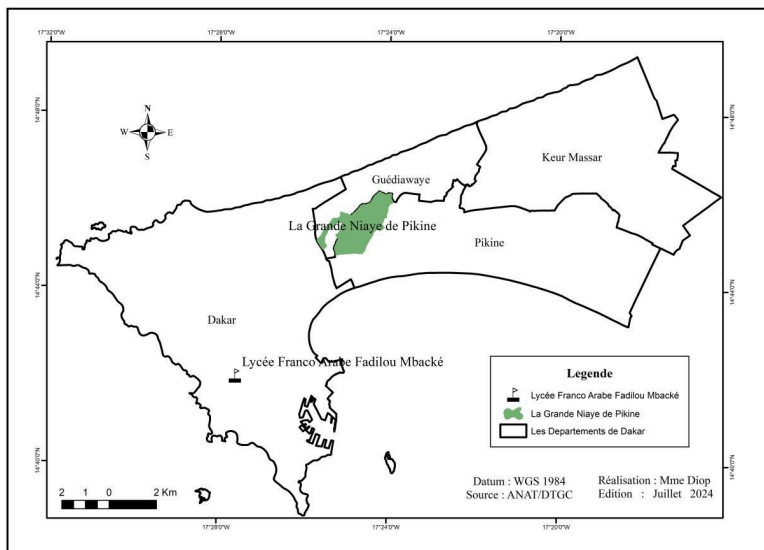 17°32'0"W 17°28'0"W 17°24'0"W 17°20'0"W
14°48'0"N 14°48'0"N
N
W E
S
Keur Massar
Guédiawaye
La Grande Niaye de Pikine
Pikine
14°44'0"N 14°44'0"N
Dakar
Lycée Franco Arabe Fadilou Mbacké
Legende
Lycée Franco Arabe Fadilou Mbacké
La Grande Niaye de Pikine
Les Departements de Dakar
14°40'0"N 14°40'0"N
Datum : WGS 1984 Réalisation : Mme Diop
Source : ANAT/DTGC Edition : Juillet 2024
2 1 0 2 Km
17°28'0"W 17°24'0"W 17°20'0"W